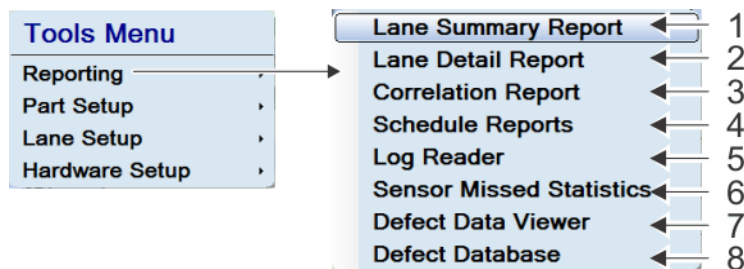 Tools Menu
Reporting
Part Setup
Lane Setup
Hardware Setup
Lane Summary Report 1
Lane Detail Report 2
Correlation Report 3
Schedule Reports 4
Log Reader 5
Sensor Missed Statistics 6
Defect Data Viewer 7
Defect Database 8